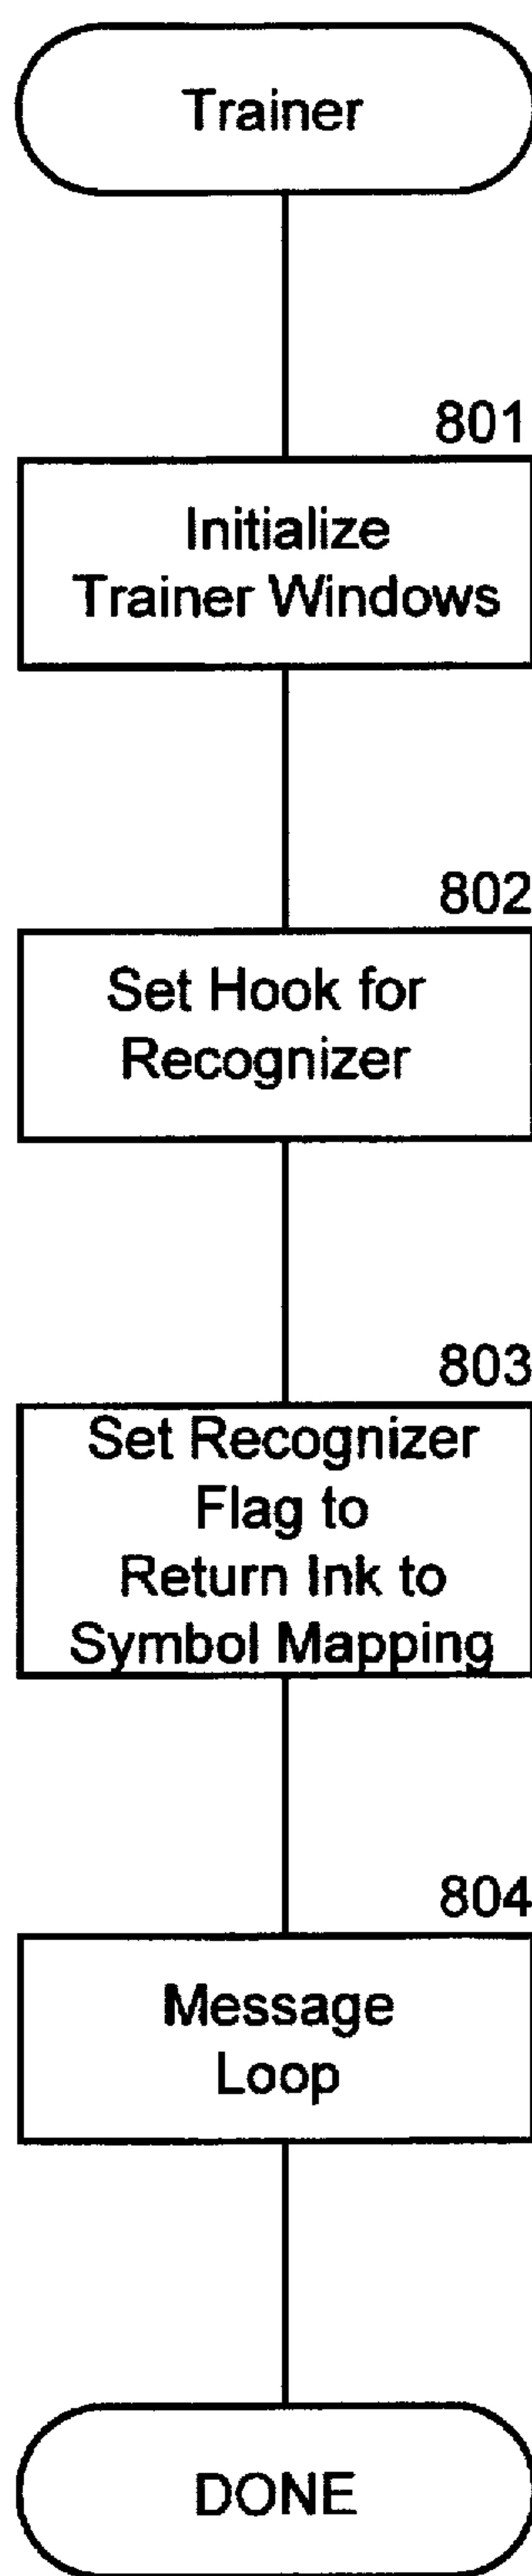 Trainer
801
Initialize
Trainer Windows
802
Set Hook for
Recognizer
803
Set Recognizer
Flag to
Return Ink to
Symbol Mapping
804
Message
Loop
DONE